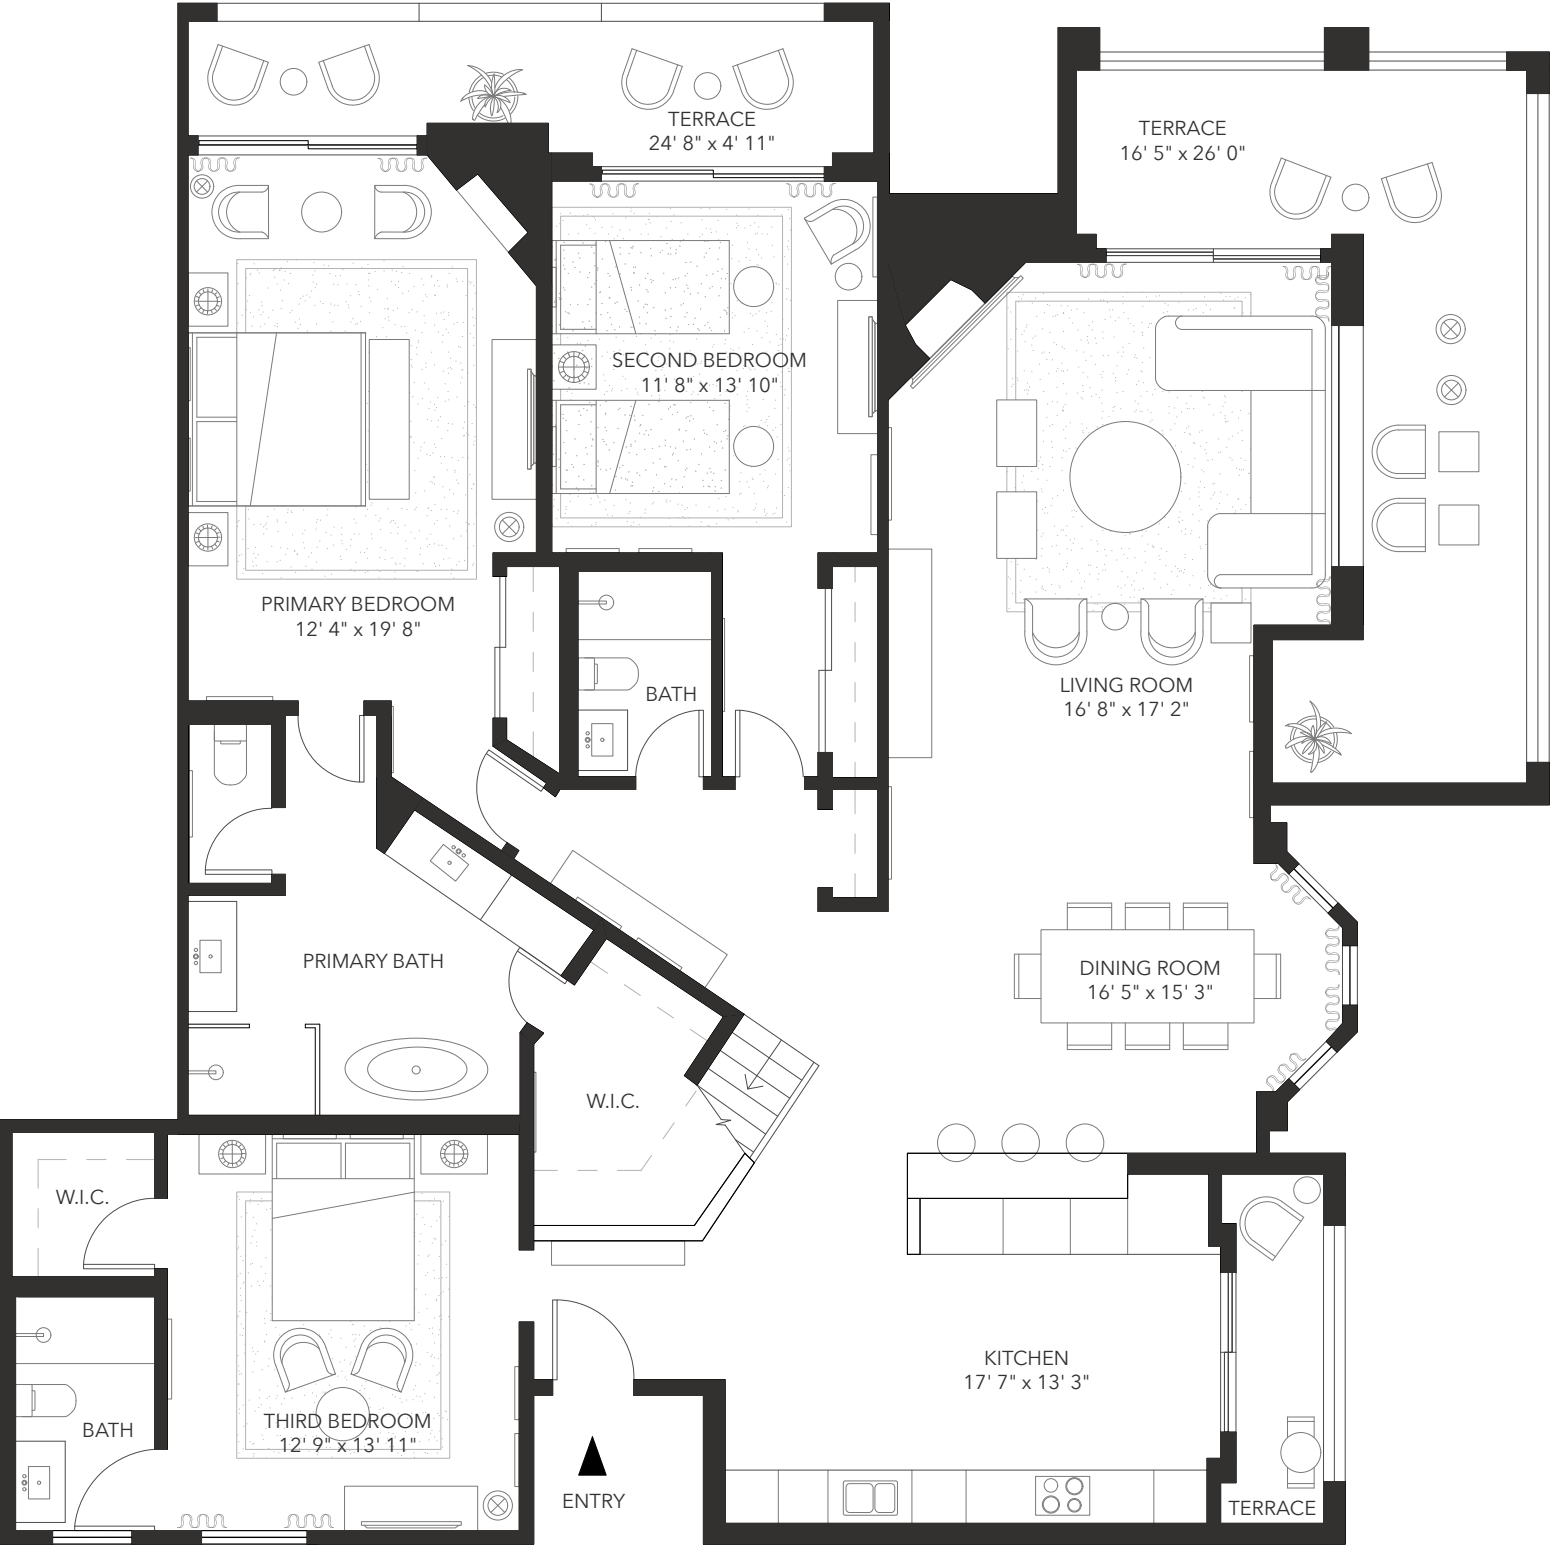 TERRACE
24' 8" x 4' 11"
TERRACE
16' 5" x 26' 0"
SECOND BEDROOM
11' 8" x 13' 10"
PRIMARY BEDROOM
12' 4" x 19' 8"
BATH
LIVING ROOM
16' 8" x 17' 2"
PRIMARY BATH
DINING ROOM
16' 5" x 15' 3"
W.I.C.
W.I.C.
KITCHEN
17' 7" x 13' 3"
THIRD BEDROOM
12' 9" x 13' 11"
BATH
ENTRY
TERRACE